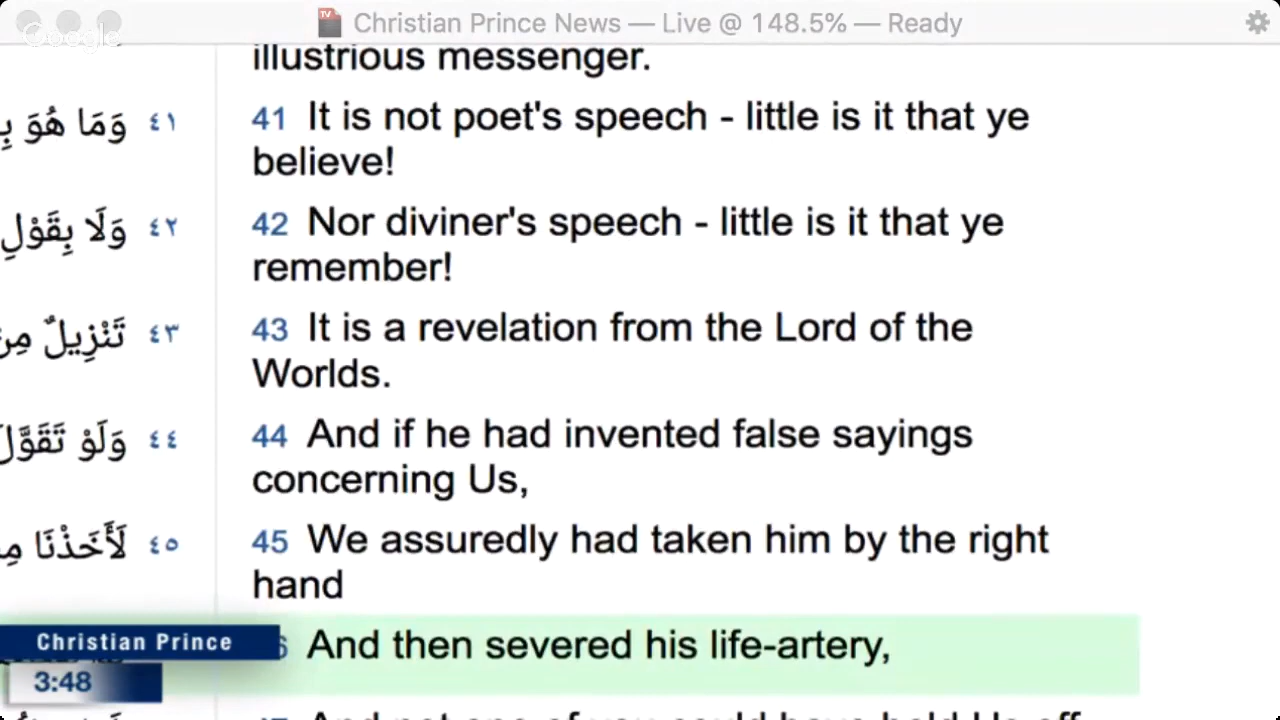 Christian Prince News — Live @ 148.5% — Ready
Google
illustrious messenger.
٤١ وَمَا هُوَ
41 It is not poet's speech - little is it that ye
believe!
٤٢ وَلَا بِقَوْلِ
42 Nor diviner's speech - little is it that ye
remember!
٤٣ تَنْزِيلٌ مِن
43 It is a revelation from the Lord of the
Worlds.
٤٤ وَلَوْ تَقَوَّلَ
44 And if he had invented false sayings
concerning Us,
٤٥ لَأَخَذْنَا
45 We assuredly had taken him by the right
hand
6 And then severed his life-artery,
Christian Prince
3:48